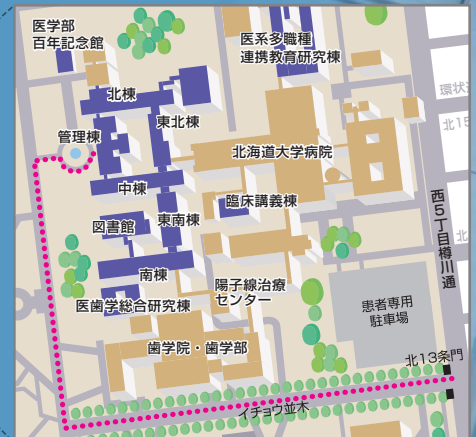 医学部
百年記念館
医系多職種
連携教育研究棟
北棟
東北棟
管理棟
北海道大学病院
中棟
臨床講義棟
図書館
東南棟
南棟
陽子線治療
センター
医歯学総合研究棟
歯学院・歯学部
患者専用
駐車場
西5丁目樽川通
北13条門
イチョウ並木
環状
北15
北